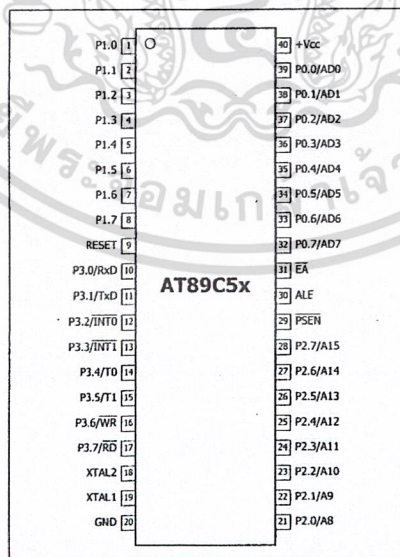 P1.0 1 40 +Vcc
P1.1 2 39 P0.0/AD0
P1.2 3 38 P0.1/AD1
P1.3 4 37 P0.2/AD2
P1.4 5 36 P0.3/AD3
P1.5 6 35 P0.4/AD4
P1.6 7 34 P0.5/AD5
P1.7 8 33 P0.6/AD6
RESET 9 32 P0.7/AD7
P3.0/RxD 10 31 E̅A̅
P3.1/TxD 11 AT89C5x 30 ALE
P3.2/I̅N̅T̅0̅ 12 29 P̅S̅E̅N̅
P3.3/I̅N̅T̅1̅ 13 28 P2.7/A15
P3.4/T0 14 27 P2.6/A14
P3.5/T1 15 26 P2.5/A13
P3.6/W̅R̅ 16 25 P2.4/A12
P3.7/R̅D̅ 17 24 P2.3/A11
XTAL2 18 23 P2.2/A10
XTAL1 19 22 P2.1/A9
GND 20 21 P2.0/A8